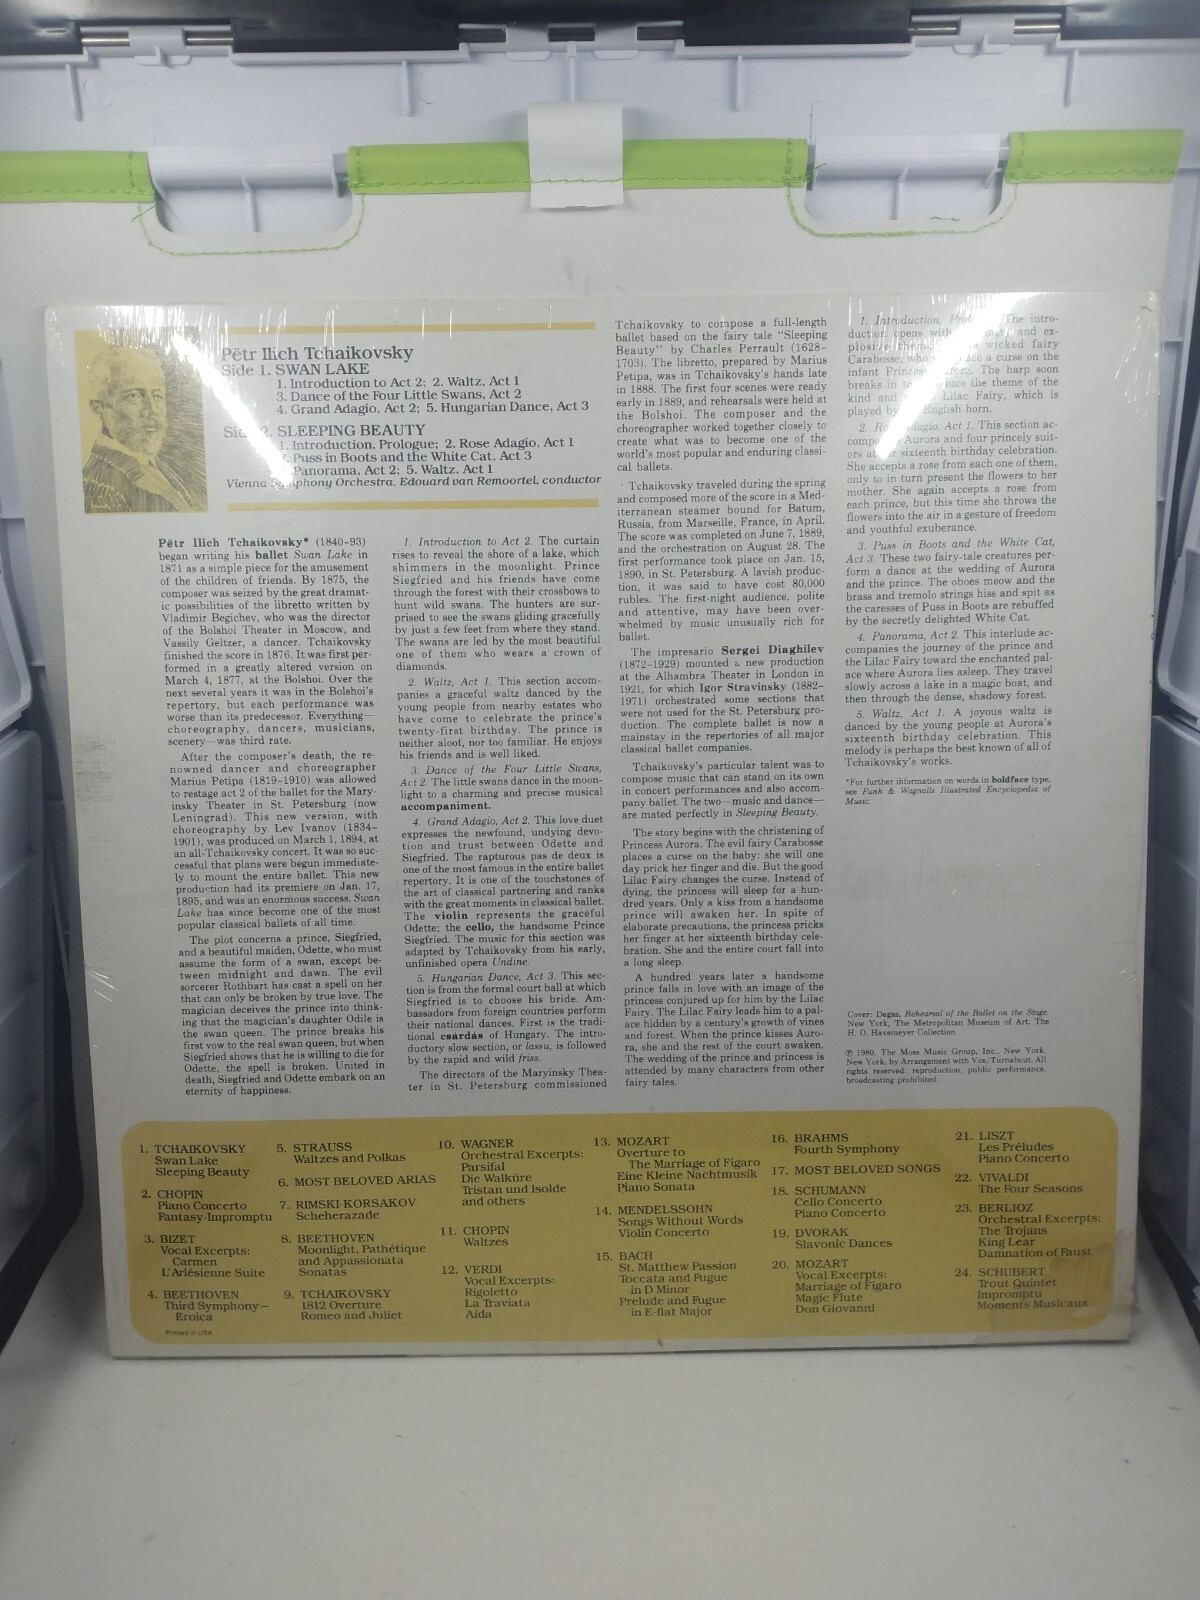 Pëtr Ilich Tchaikovsky
Side 1. SWAN LAKE
1. Introduction to Act 2; 2. Waltz, Act 1
3. Dance of the Four Little Swans, Act 2
4. Grand Adagio, Act 2; 5. Hungarian Dance, Act 3
2. SLEEPING BEAUTY
1. Introduction, Prologue; 2. Rose Adagio, Act 1
Puss in Boots and the White Cat, Act 3
Panorama, Act 2; 5. Waltz, Act 1
Vienna Symphony Orchestra, Edouard van Remoortel, conductor
Pëtr Ilich Tchaikovsky* (1840-93)
began writing his ballet Swan Lake in
1871 as a simple piece for the amusement
of the children of friends. By 1875, the
composer was seized by the great dramat-
ic possibilities of the libretto written by
Vladimir Begichev, who was the director
of the Bolshoi Theater in Moscow, and
Vassily Geltzer, a dancer. Tchaikovsky
finished the score in 1876. It was first per-
formed in a greatly altered version on
March 4, 1877, at the Bolshoi. Over the
next several years it was in the Bolshoi's
repertory, but each performance was
worse than its predecessor. Everything—
choreography, dancers, musicians,
scenery—was third rate.
After the composer's death, the re-
nowned dancer and choreographer
Marius Petipa (1819-1910) was allowed
to restage act 2 of the ballet for the Mary-
insky Theater in St. Petersburg (now
Leningrad). This new version, with
choreography by Lev Ivanov (1834-
1901), was produced on March 1, 1894, at
an all-Tchaikovsky concert. It was so suc-
cessful that plans were begun immediate-
ly to mount the entire ballet. This new
production had its premiere on Jan. 17,
1895, and was an enormous success. Swan
Lake has since become one of the most
popular classical ballets of all time.
The plot concerns a prince, Siegfried,
and a beautiful maiden, Odette, who must
assume the form of a swan, except be-
tween midnight and dawn. The evil
sorcerer Rothbart has cast a spell on her
that can only be broken by true love. The
magician deceives the prince into think-
ing that the magician's daughter Odile is
the swan queen. The prince breaks his
first vow to the real swan queen, but when
Siegfried shows that he is willing to die for
Odette, the spell is broken. United in
death, Siegfried and Odette embark on an
eternity of happiness.
1. Introduction to Act 2. The curtain
rises to reveal the shore of a lake, which
shimmers in the moonlight. Prince
Siegfried and his friends have come
through the forest with their crossbows to
hunt wild swans. The hunters are sur-
prised to see the swans gliding gracefully
by just a few feet from where they stand.
The swans are led by the most beautiful
one of them who wears a crown of
diamonds.
2. Waltz, Act 1. This section accom-
panies a graceful waltz danced by the
young people from nearby estates who
have come to celebrate the prince's
twenty-first birthday. The prince is
neither aloof, nor too familiar. He enjoys
his friends and is well liked.
3. Dance of the Four Little Swans,
Act 2. The little swans dance in the moon-
light to a charming and precise musical
accompaniment.
4. Grand Adagio, Act 2. This love duet
expresses the newfound, undying devo-
tion and trust between Odette and
Siegfried. The rapturous pas de deux is
one of the most famous in the entire ballet
repertory. It is one of the touchstones of
the art of classical partnering and ranks
with the great moments in classical ballet.
The violin represents the graceful
Odette; the cello, the handsome Prince
Siegfried. The music for this section was
adapted by Tchaikovsky from his early,
unfinished opera Undine.
5. Hungarian Dance, Act 3. This sec-
tion is from the formal court ball at which
Siegfried is to choose his bride. Am-
bassadors from foreign countries perform
their national dances. First is the tradi-
tional csárdás of Hungary. The intro-
ductory slow section, or lassu, is followed
by the rapid and wild friss.
The directors of the Maryinsky Thea-
ter in St. Petersburg commissioned
Tchaikovsky to compose a full-length
ballet based on the fairy tale "Sleeping
Beauty" by Charles Perrault (1628-
1703). The libretto, prepared by Marius
Petipa, was in Tchaikovsky's hands late
in 1888. The first four scenes were ready
early in 1889, and rehearsals were held at
the Bolshoi. The composer and the
choreographer worked together closely to
create what was to become one of the
world's most popular and enduring classi-
cal ballets.
Tchaikovsky traveled during the spring
and composed more of the score in a Med-
iterranean steamer bound for Batum,
Russia, from Marseille, France, in April.
The score was completed on June 7, 1889,
and the orchestration on August 28. The
first performance took place on Jan. 15,
1890, in St. Petersburg. A lavish produc-
tion, it was said to have cost 80,000
rubles. The first-night audience, polite
and attentive, may have been over-
whelmed by music unusually rich for
ballet.
The impresario Sergei Diaghilev
(1872-1929) mounted a new production
at the Alhambra Theater in London in
1921, for which Igor Stravinsky (1882-
1971) orchestrated some sections that
were not used for the St. Petersburg pro-
duction. The complete ballet is now a
mainstay in the repertories of all major
classical ballet companies.
Tchaikovsky's particular talent was to
compose music that can stand on its own
in concert performances and also accom-
pany ballet. The two—music and dance—
are mated perfectly in Sleeping Beauty.
The story begins with the christening of
Princess Aurora. The evil fairy Carabosse
places a curse on the baby: she will one
day prick her finger and die. But the good
Lilac Fairy changes the curse. Instead of
dying, the princess will sleep for a hun-
dred years. Only a kiss from a handsome
prince will awaken her. In spite of
elaborate precautions, the princess pricks
her finger at her sixteenth birthday cele-
bration. She and the entire court fall into
a long sleep.
A hundred years later a handsome
prince falls in love with an image of the
princess conjured up for him by the Lilac
Fairy. The Lilac Fairy leads him to a pal-
ace hidden by a century's growth of vines
and forest. When the prince kisses Auro-
ra, she and the rest of the court awaken.
The wedding of the prince and princess is
attended by many characters from other
fairy tales.
1. Introduction, The intro-
duction opens with and ex-
plosive wicked fairy
Carabosse, who a curse on the
infant Princess The harp soon
breaks in the theme of the
kind and Lilac Fairy, which is
played by English horn.
2. Adagio, Act 1. This section ac-
Aurora and four princely suit-
ors at sixteenth birthday celebration.
She accepts a rose from each one of them,
only to in turn present the flowers to her
mother. She again accepts a rose from
each prince, but this time she throws the
flowers into the air in a gesture of freedom
and youthful exuberance.
3. Puss in Boots and the White Cat,
Act 3. These two fairy-tale creatures per-
form a dance at the wedding of Aurora
and the prince. The oboes meow and the
brass and tremolo strings hiss and spit as
the caresses of Puss in Boots are rebuffed
by the secretly delighted White Cat.
4. Panorama, Act 2. This interlude ac-
companies the journey of the prince and
the Lilac Fairy toward the enchanted pal-
ace where Aurora lies asleep. They travel
slowly across a lake in a magic boat, and
then through the dense, shadowy forest.
5. Waltz, Act 1. A joyous waltz is
danced by the young people at Aurora's
sixteenth birthday celebration. This
melody is perhaps the best known of all of
Tchaikovsky's works.
*For further information on words in boldface type,
see Funk & Wagnalls Illustrated Encyclopedia of
Music.
Cover: Degas, Rehearsal of the Ballet on the Stage.
New York, The Metropolitan Museum of Art. The
H. O. Havemeyer Collection
℗ 1980, The Moss Music Group, Inc., New York,
New York, by Arrangement with Vox/Turnabout. All
rights reserved: reproduction, public performance,
broadcasting prohibited.
1. TCHAIKOVSKY
Swan Lake
Sleeping Beauty
2. CHOPIN
Piano Concerto
Fantasy-Impromptu
3. BIZET
Vocal Excerpts:
Carmen
L'Arlésienne Suite
4. BEETHOVEN
Third Symphony—
Eroica
5. STRAUSS
Waltzes and Polkas
6. MOST BELOVED ARIAS
7. RIMSKI-KORSAKOV
Scheherazade
8. BEETHOVEN
Moonlight, Pathétique
and Appassionata
Sonatas
9. TCHAIKOVSKY
1812 Overture
Romeo and Juliet
10. WAGNER
Orchestral Excerpts:
Parsifal
Die Walküre
Tristan und Isolde
and others
11. CHOPIN
Waltzes
12. VERDI
Vocal Excerpts:
Rigoletto
La Traviata
Aida
13. MOZART
Overture to
The Marriage of Figaro
Eine Kleine Nachtmusik
Piano Sonata
14. MENDELSSOHN
Songs Without Words
Violin Concerto
15. BACH
St. Matthew Passion
Toccata and Fugue
in D Minor
Prelude and Fugue
in E-flat Major
16. BRAHMS
Fourth Symphony
17. MOST BELOVED SONGS
18. SCHUMANN
Cello Concerto
Piano Concerto
19. DVORAK
Slavonic Dances
20. MOZART
Vocal Excerpts:
Marriage of Figaro
Magic Flute
Don Giovanni
21. LISZT
Les Préludes
Piano Concerto
22. VIVALDI
The Four Seasons
23. BERLIOZ
Orchestral Excerpts:
The Trojans
King Lear
Damnation of Faust
24. SCHUBERT
Trout Quintet
Impromptu
Moments Musicaux
Printed in USA